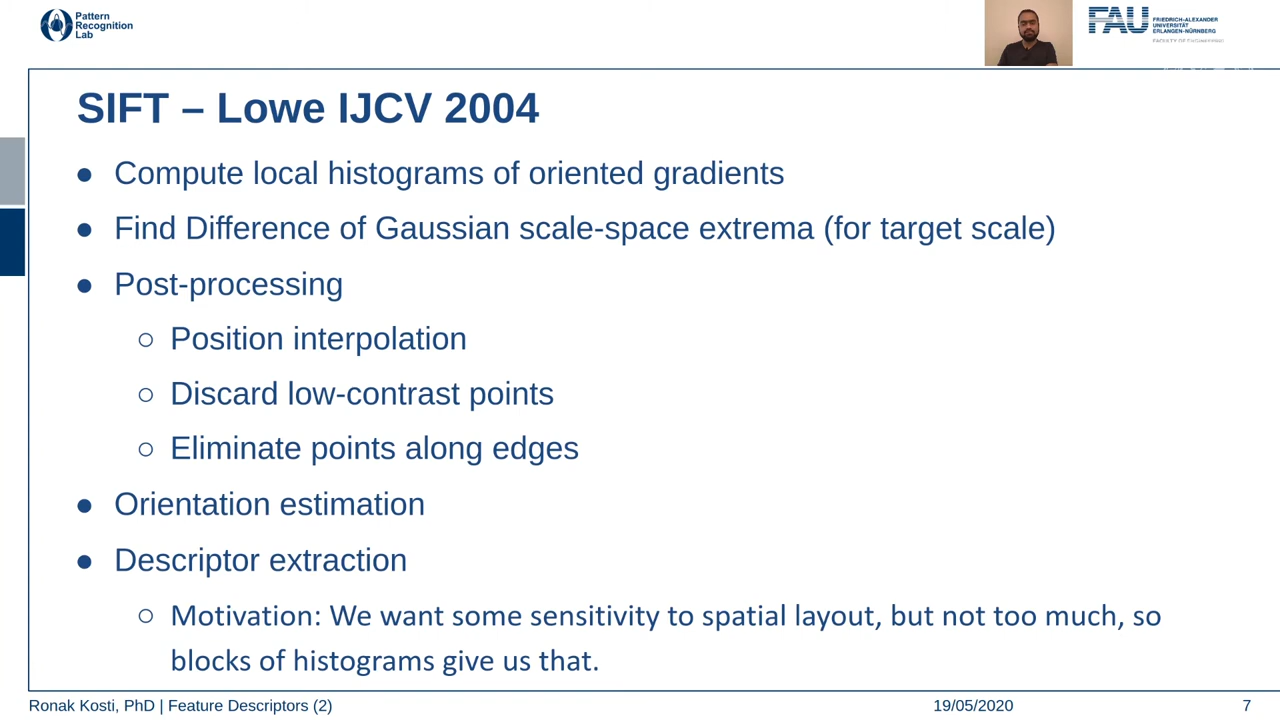 Pattern
Recognition
Lab
FAU
FRIEDRICH-ALEXANDER
UNIVERSITÄT
ERLANGEN-NÜRNBERG
FACULTY OF ENGINEERING
SIFT – Lowe IJCV 2004
● Compute local histograms of oriented gradients
● Find Difference of Gaussian scale-space extrema (for target scale)
● Post-processing
○ Position interpolation
○ Discard low-contrast points
○ Eliminate points along edges
● Orientation estimation
● Descriptor extraction
○ Motivation: We want some sensitivity to spatial layout, but not too much, so
blocks of histograms give us that.
Ronak Kosti, PhD | Feature Descriptors (2)
19/05/2020
7